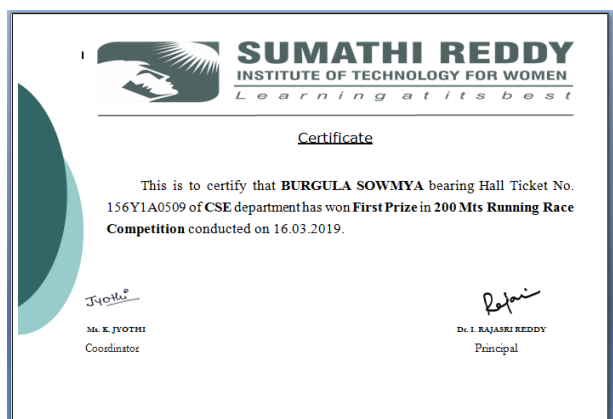 SUMATHI REDDY
INSTITUTE OF TECHNOLOGY FOR WOMEN
Learning at its best
Certificate
This is to certify that BURGULA SOWMYA bearing Hall Ticket No.
156Y1A0509 of CSE department has won First Prize in 200 Mts Running Race
Competition conducted on 16.03.2019.
Jyothi
Ms. K. JYOTHI
Dr. I. RAJASRI REDDY
Coordinator
Principal